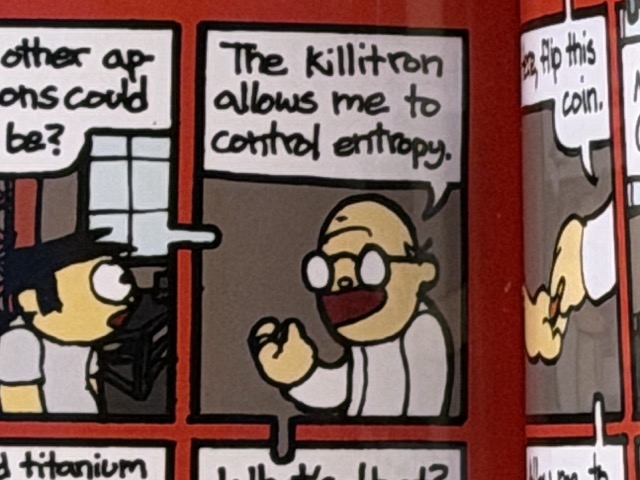 other ap-
ons could
be?
The Killitron
allows me to
control entropy.
flip this
coin.
d titanium